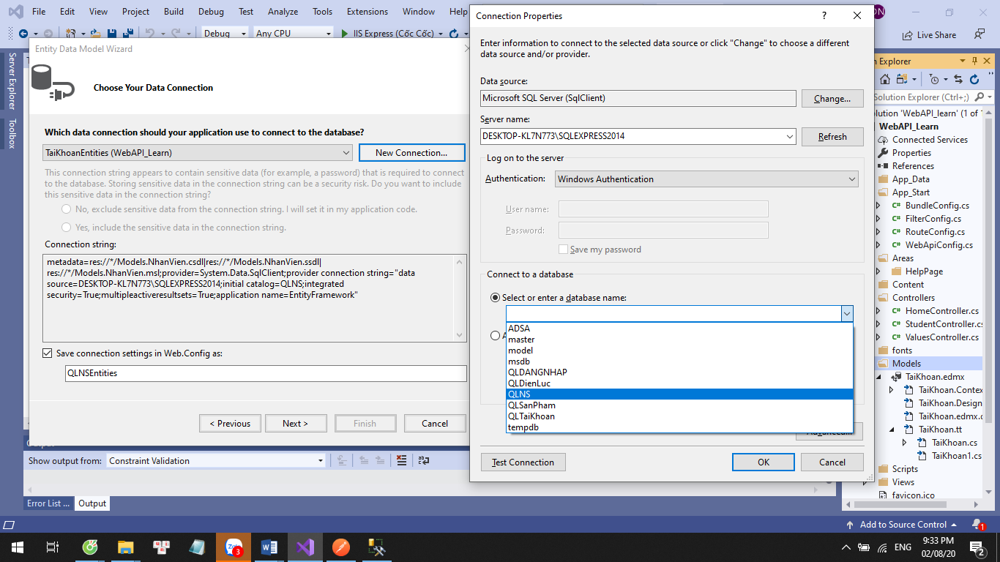 File Edit View Project Build Debug Test Analyze Tools Extensions Window Help
Debug Any CPU IIS Express (Cốc Cốc) Live Share
Server Explorer
Toolbox
Entity Data Model Wizard
Choose Your Data Connection
Which data connection should your application use to connect to the database?
TaiKhoanEntities (WebAPI_Learn) New Connection...
This connection string appears to contain sensitive data (for example, a password) that is required to connect
to the database. Storing sensitive data in the connection string can be a security risk. Do you want to include
this sensitive data in the connection string?
No, exclude sensitive data from the connection string. I will set it in my application code.
Yes, include the sensitive data in the connection string.
Connection string:
metadata=res://*/Models.NhanVien.csdl|res://*/Models.NhanVien.ssdl|
res://*/Models.NhanVien.msl;provider=System.Data.SqlClient;provider connection string="data
source=DESKTOP-KL7N773\SQLEXPRESS2014;initial catalog=QLNS;integrated
security=True;multipleactiveresultsets=True;application name=EntityFramework"
Save connection settings in Web.Config as:
QLNSEntities
< Previous Next > Finish Cancel
Connection Properties ?
Enter information to connect to the selected data source or click "Change" to choose a different
data source and/or provider.
Data source:
Microsoft SQL Server (SqlClient) Change...
Server name:
DESKTOP-KL7N773\SQLEXPRESS2014 Refresh
Log on to the server
Authentication: Windows Authentication
User name:
Password:
Save my password
Connect to a database
Select or enter a database name:
ADSA
master
model
msdb
QLDANGNHAP
QLDienLuc
QLNS
QLSanPham
QLTaiKhoan
tempdb
Advanced...
Test Connection OK Cancel
n Explorer
Solution Explorer (Ctrl+;)
olution 'WebAPI_learn' (1 of 1
WebAPI_Learn
Connected Services
Properties
References
App_Data
App_Start
C# BundleConfig.cs
C# FilterConfig.cs
C# RouteConfig.cs
C# WebApiConfig.cs
Areas
HelpPage
Content
Controllers
C# HomeController.cs
C# StudentController.cs
C# ValuesController.cs
fonts
Models
TaiKhoan.edmx
TaiKhoan.Contex
TaiKhoan.Design
TaiKhoan.edmx.d
TaiKhoan.tt
TaiKhoan.cs
TaiKhoan1.cs
Scripts
Views
favicon.ico
Output
Show output from: Constraint Validation
Error List ... Output
Add to Source Control 1
3 ENG 9:33 PM
02/08/20 2